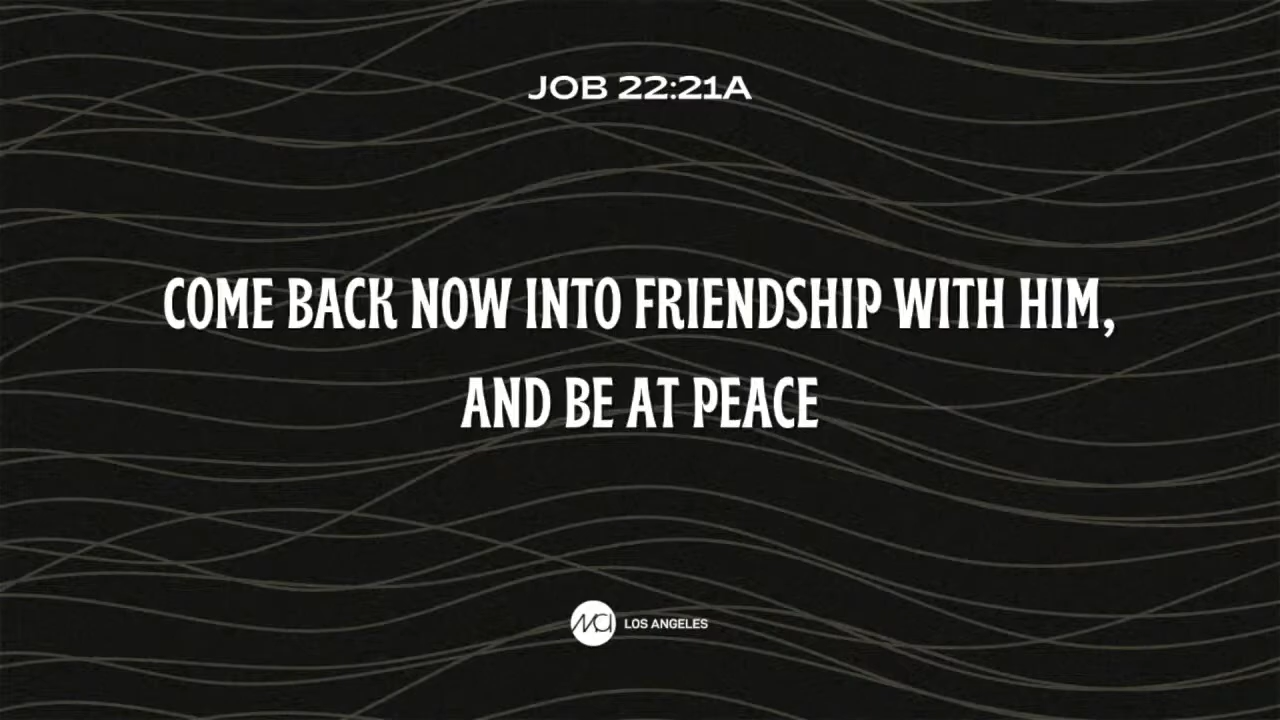 JOB 22:21A
COME BACK NOW INTO FRIENDSHIP WITH HIM,
AND BE AT PEACE
LOS ANGELES